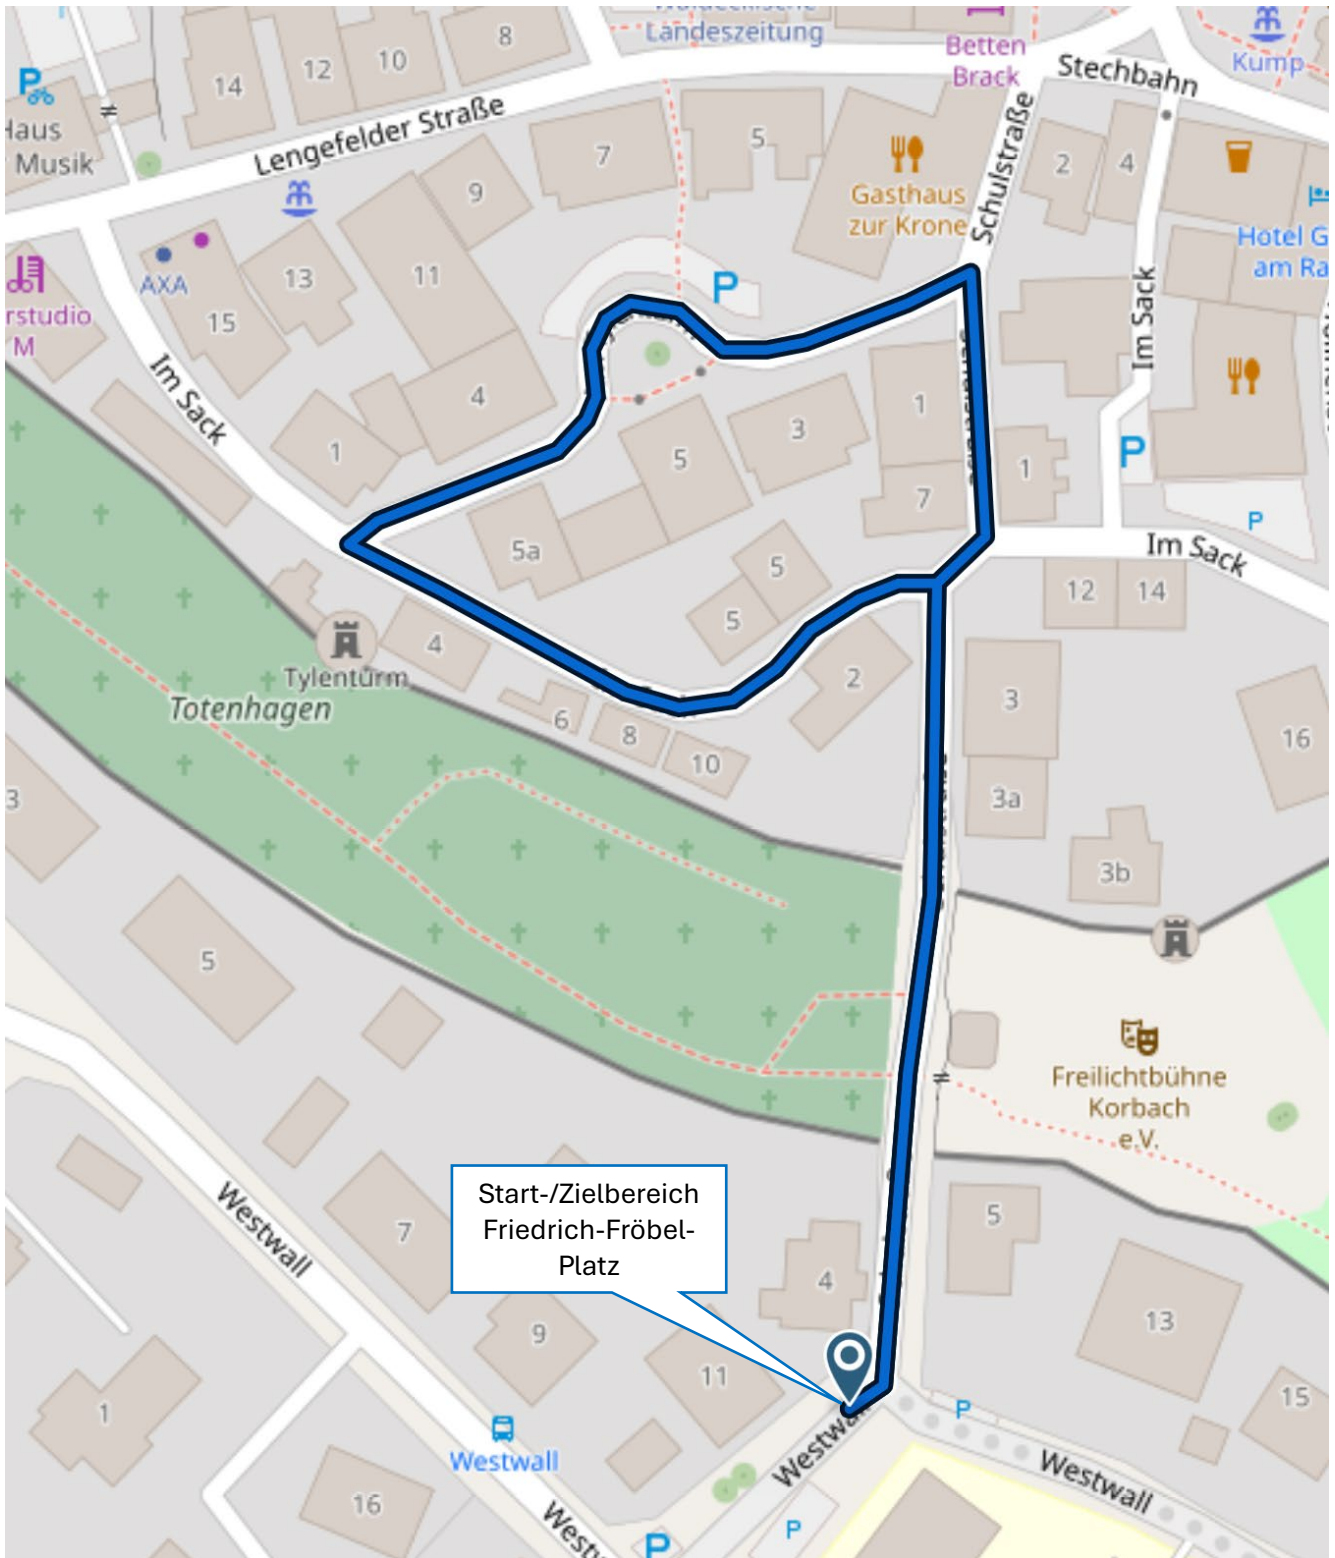 Landeszeitung
Betten
Brack
Stechbahn
Kump
8
10
12
14
Haus
Musik
Lengefelder Straße
7
5
9
Gasthaus
zur Krone
Schulstraße
2
4
Hotel G
am Ra
Im Sack
AXA
13
11
15
rstudio
M
P
Im Sack
4
1
5
3
1
7
1
P
P
Im Sack
5a
5
5
12
14
Tylenturm
Totenhagen
4
6
8
10
2
3
3a
3b
16
3
5
Freilichtbühne
Korbach
e.V.
Westwall
7
Start-/Zielbereich
Friedrich-Fröbel-
Platz
4
5
13
9
11
15
1
Westwall
16
P
Westwall
P
P